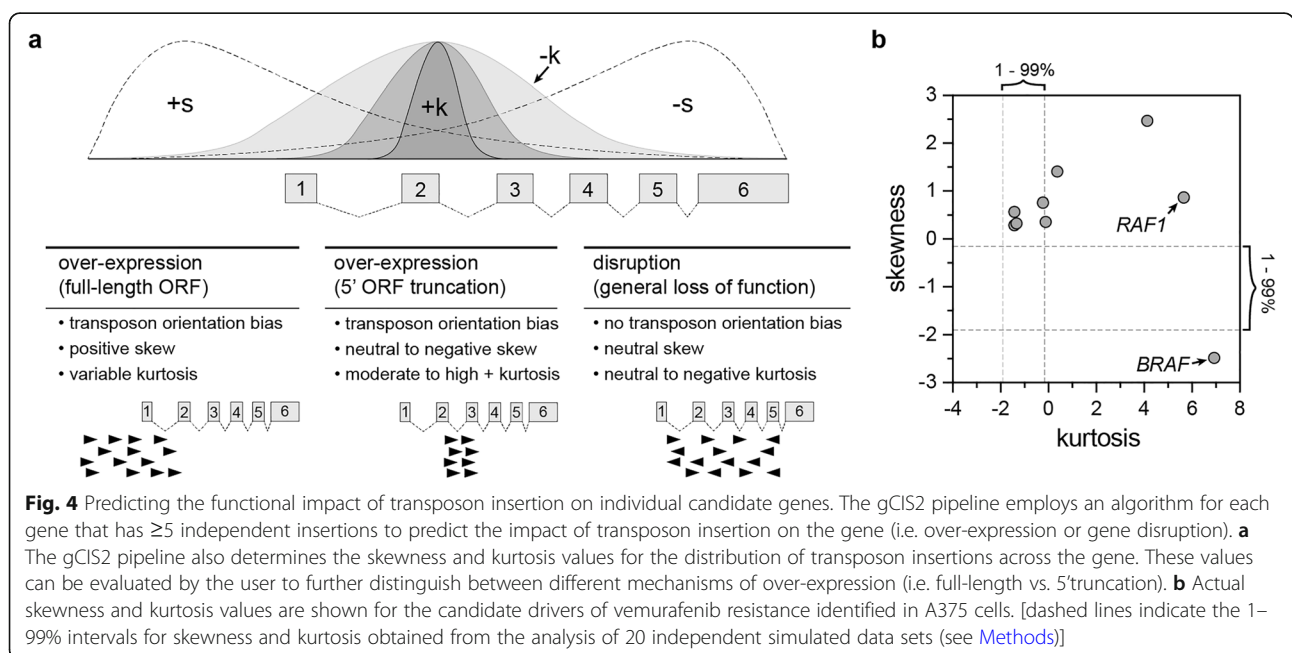 a
+s
+k
-k
-s
1 2 3 4 5 6
over-expression
(full-length ORF)
• transposon orientation bias
• positive skew
• variable kurtosis
1 2 3 4 5 6
over-expression
(5' ORF truncation)
• transposon orientation bias
• neutral to negative skew
• moderate to high + kurtosis
1 2 3 4 5 6
disruption
(general loss of function)
• no transposon orientation bias
• neutral skew
• neutral to negative kurtosis
1 2 3 4 5 6
b
1 - 99%
3
2
1
0
-1
-2
-3
skewness
RAF1
BRAF
1 - 99%
-4 -2 0 2 4 6 8
kurtosis
Fig. 4 Predicting the functional impact of transposon insertion on individual candidate genes. The gCIS2 pipeline employs an algorithm for each
gene that has ≥5 independent insertions to predict the impact of transposon insertion on the gene (i.e. over-expression or gene disruption). a
The gCIS2 pipeline also determines the skewness and kurtosis values for the distribution of transposon insertions across the gene. These values
can be evaluated by the user to further distinguish between different mechanisms of over-expression (i.e. full-length vs. 5'truncation). b Actual
skewness and kurtosis values are shown for the candidate drivers of vemurafenib resistance identified in A375 cells. [dashed lines indicate the 1–
99% intervals for skewness and kurtosis obtained from the analysis of 20 independent simulated data sets (see Methods)]